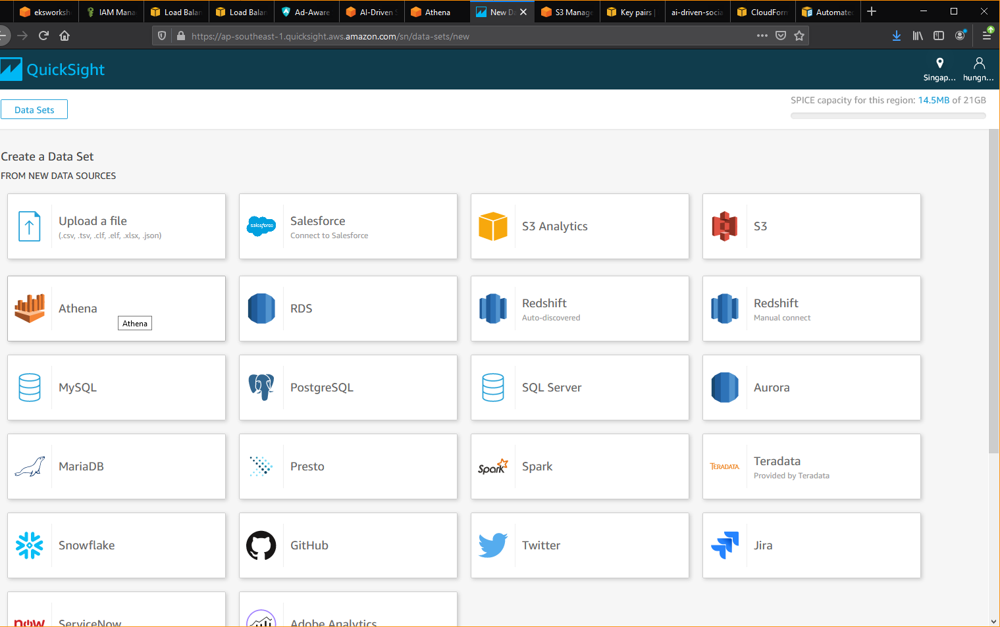 eksworksh
IAM Mana
Load Balan
Load Balan
Ad-Aware
AI-Driven S
Athena
New Da
S3 Manage
Key pairs |
ai-driven-socia
CloudForm
Automated
https://ap-southeast-1.quicksight.aws.amazon.com/sn/data-sets/new
QuickSight
Singap...
hungn...
Data Sets
SPICE capacity for this region: 14.5MB of 21GB
Create a Data Set
FROM NEW DATA SOURCES
Upload a file
(.csv, .tsv, .clf, .elf, .xlsx, .json)
salesforce
Salesforce
Connect to Salesforce
S3 Analytics
S3
Athena
Athena
RDS
Redshift
Auto-discovered
Redshift
Manual connect
MySQL
PostgreSQL
SQL Server
Aurora
MariaDB
Presto
Spark
Spark
TERADATA
Teradata
Provided by Teradata
Snowflake
GitHub
Twitter
Jira
now
ServiceNow
Adobe Analytics